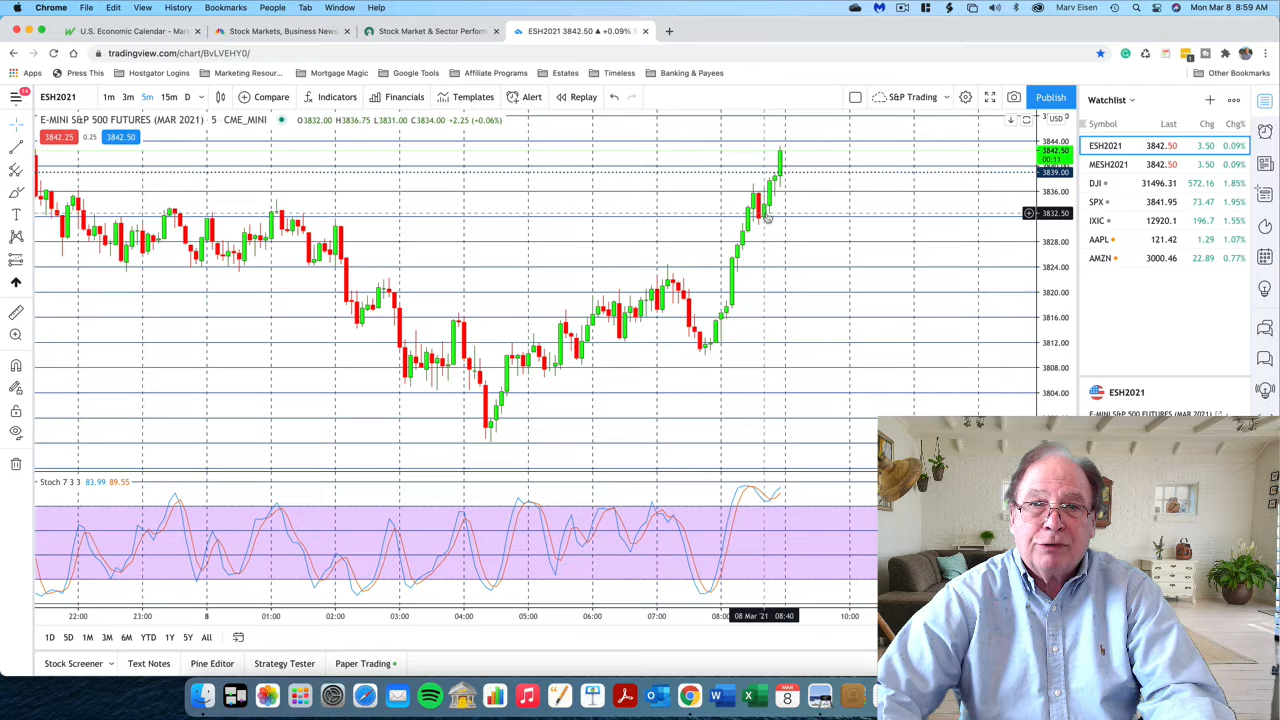 Chrome File Edit View History Bookmarks People Tab Window Help Marv Eisen Mon Mar 8 8:59 AM
U.S. Economic Calendar - Mar Stock Markets, Business News, Stock Market & Sector Perform ESH2021 3842.50 ▲ +0.09% S
tradingview.com/chart/BvLVEHY0/
Apps Press This Hostgator Logins Marketing Resour... Mortgage Magic Google Tools Affiliate Programs Estates Timeless Banking & Payees Other Bookmarks
14
ESH2021 1m 3m 5m 15m D Compare Indicators Financials Templates Alert Replay S&P Trading Publish
E-MINI S&P 500 FUTURES (MAR 2021) 5 CME_MINI O3832.00 H3836.75 L3831.00 C3834.00 +2.25 (+0.06%)
3842.25 0.25 3842.50
USD
3844.00
3842.50
00:11
3839.00
3836.00
3832.50
3828.00
3824.00
3820.00
3816.00
3812.00
3808.00
3804.00
Watchlist
Symbol Last Chg Chg%
ESH2021 3842.50 3.50 0.09%
MESH2021 3842.50 3.50 0.09%
DJI 31496.31 572.16 1.85%
SPX 3841.95 73.47 1.95%
IXIC 12920.1 196.7 1.55%
AAPL 121.42 1.29 1.07%
AMZN 3000.46 22.89 0.77%
ESH2021
E-MINI S&P 500 FUTURES (MAR 2021)
Stoch 7 3 3 83.99 89.55
22:00 23:00 8 01:00 02:00 03:00 04:00 05:00 06:00 07:00 08:00 08 Mar '21 08:40 10:00
1D 5D 1M 3M 6M YTD 1Y 5Y All
Stock Screener Text Notes Pine Editor Strategy Tester Paper Trading
MAR
8